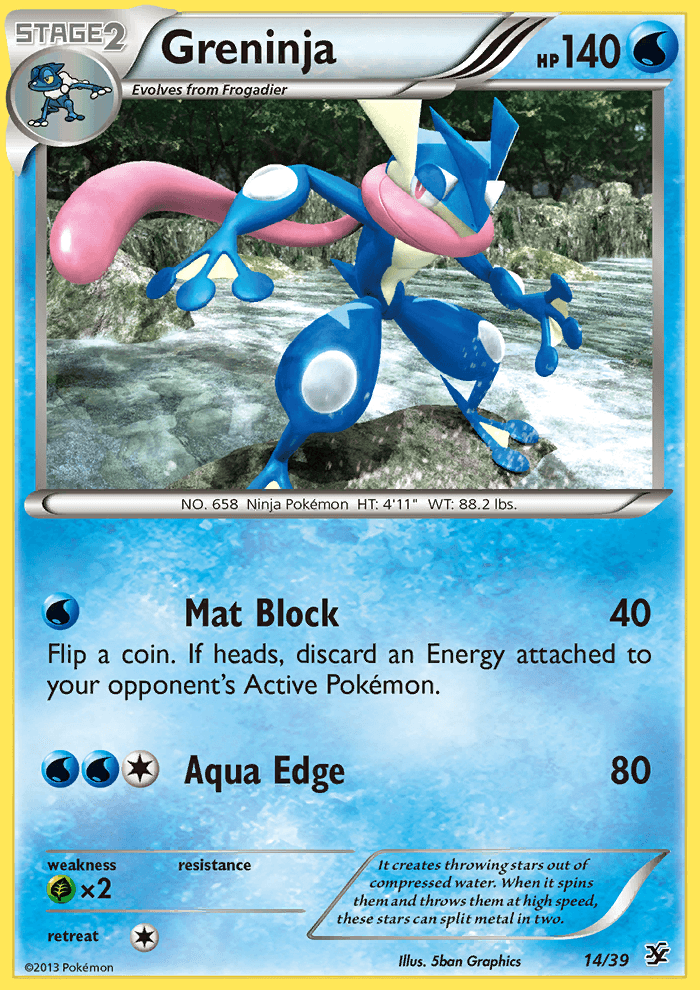 STAGE2
Greninja
HP140
Evolves from Frogadier
NO. 658 Ninja Pokémon HT: 4'11" WT: 88.2 lbs.
Mat Block 40
Flip a coin. If heads, discard an Energy attached to
your opponent's Active Pokémon.
Aqua Edge 80
weakness resistance
×2
retreat
It creates throwing stars out of
compressed water. When it spins
them and throws them at high speed,
these stars can split metal in two.
©2013 Pokémon
Illus. 5ban Graphics
14/39
XY